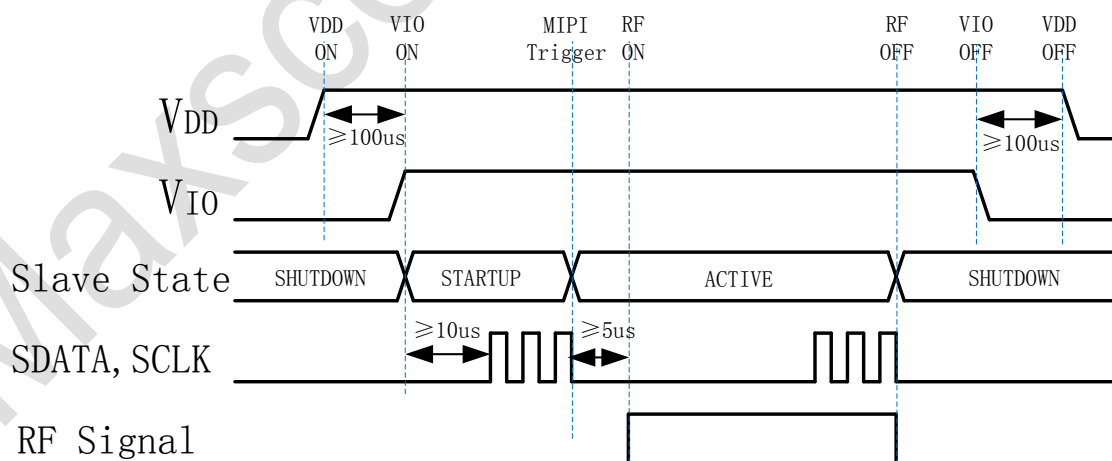 VDD VIO MIPI RF RF VIO VDD
ON ON Trigger ON OFF OFF OFF
VDD
≥100us ≥100us
VIO
Slave State SHUTDOWN STARTUP ACTIVE SHUTDOWN
≥10us ≥5us
SDATA, SCLK
RF Signal